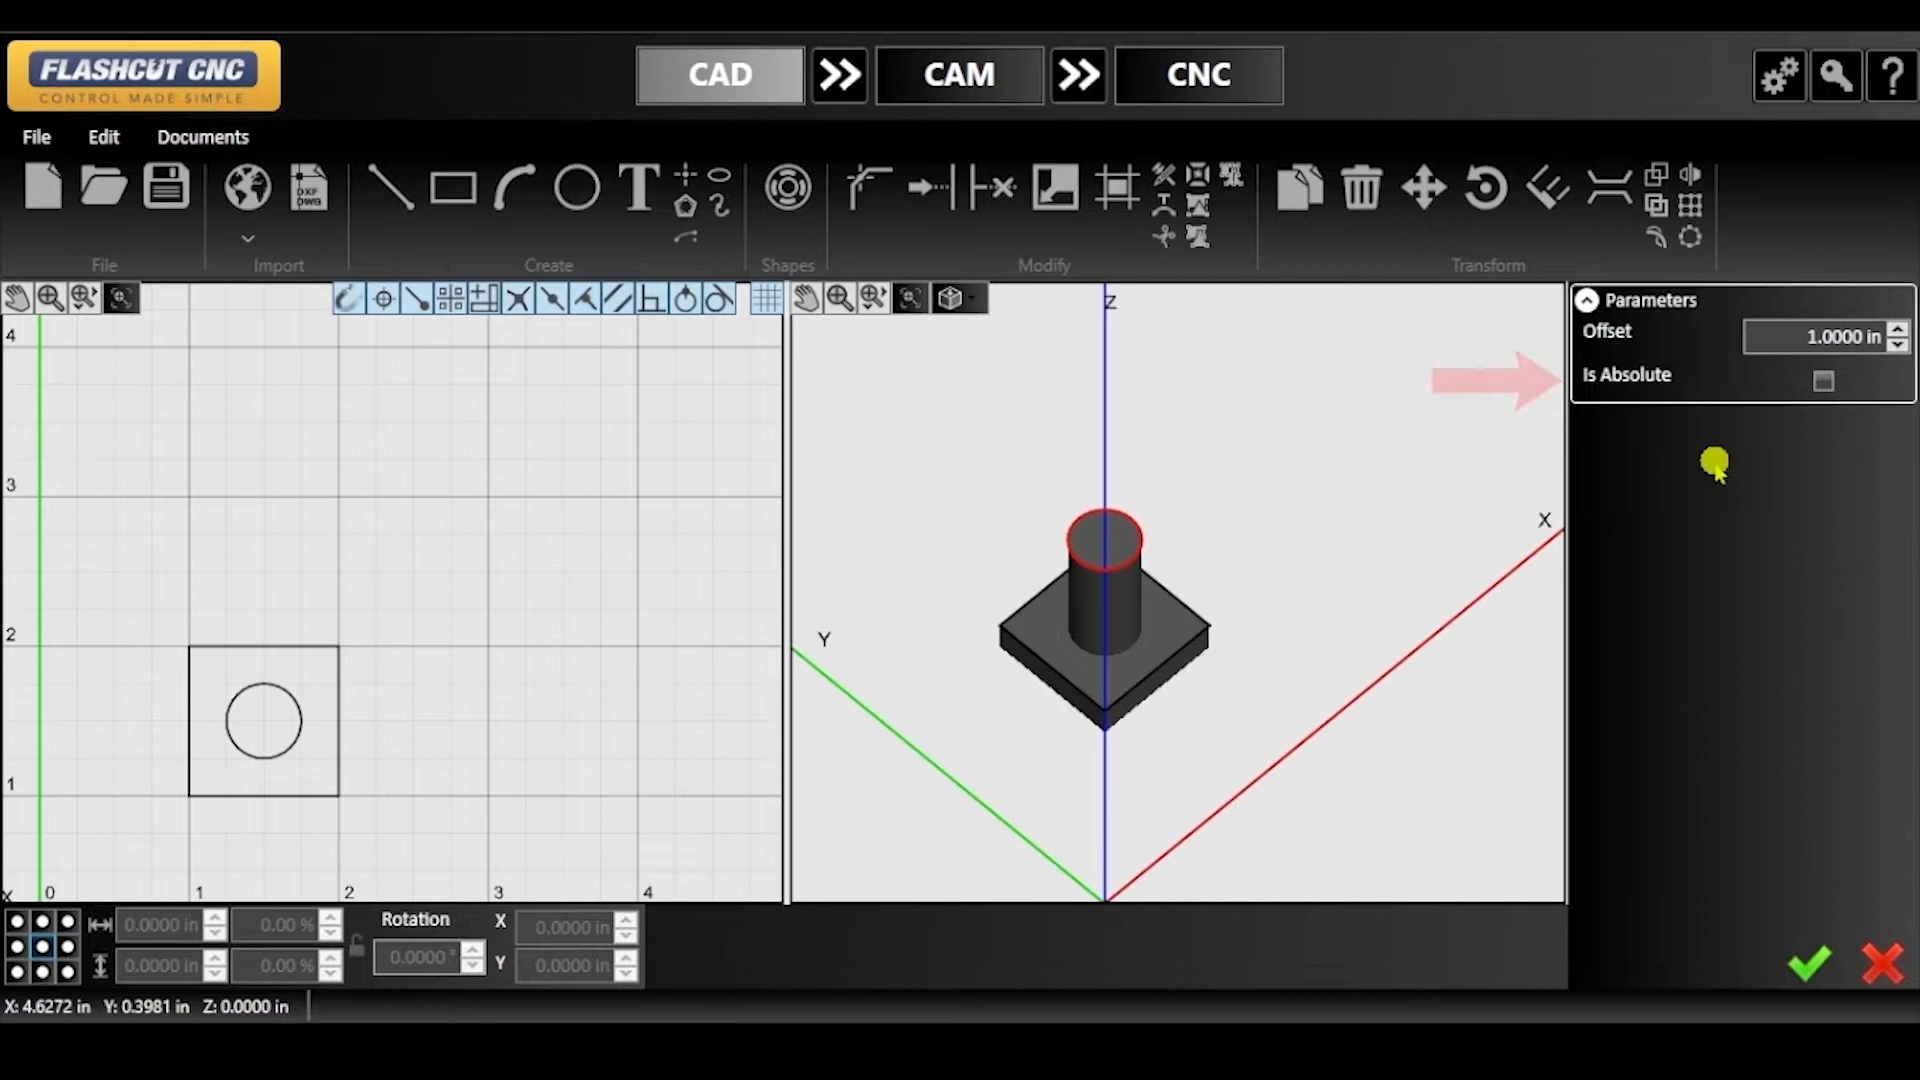 FLASHCUT CNC
CONTROL MADE SIMPLE
CAD
CAM
CNC
File Edit Documents
DXF
DWG
T
File Import Create Shapes Modify Transform
Parameters
Offset 1.0000 in
Is Absolute
4
3
2
1
X 0 1 2 3 4
Z
X
Y
0.0000 in 0.00 % Rotation X 0.0000 in
0.0000 in 0.00 % 0.0000 ° Y 0.0000 in
X: 4.6272 in Y: 0.3981 in Z: 0.0000 in